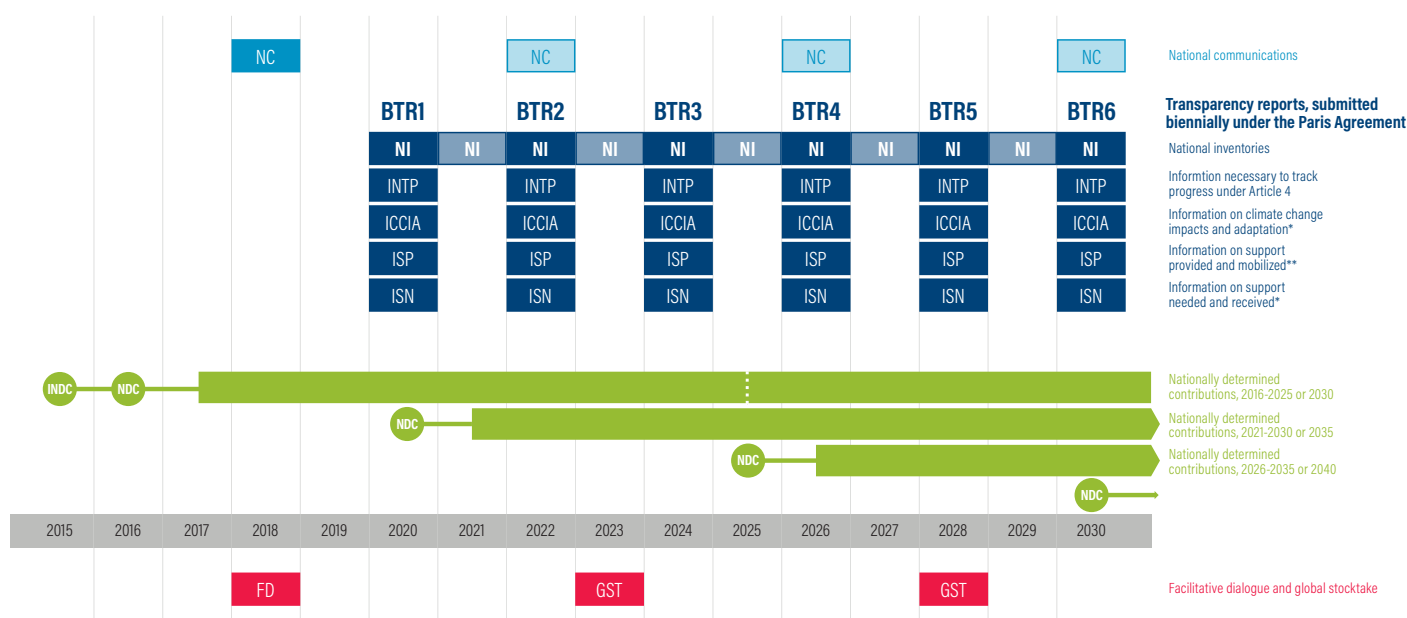 NC NC NC NC National communications
BTR1 BTR2 BTR3 BTR4 BTR5 BTR6 Transparency reports, submitted
biennially under the Paris Agreement
NI NI NI NI NI NI NI NI NI NI NI National inventories
INTP INTP INTP INTP INTP INTP Informtion necessary to track
progress under Article 4
ICCIA ICCIA ICCIA ICCIA ICCIA ICCIA Information on climate change
impacts and adaptation*
ISP ISP ISP ISP ISP ISP Information on support
provided and mobilized**
ISN ISN ISN ISN ISN ISN Information on support
needed and received*
INDC NDC Nationally determined
contributions, 2016-2025 or 2030
NDC Nationally determined
contributions, 2021-2030 or 2035
NDC Nationally determined
contributions, 2026-2035 or 2040
NDC
2015 2016 2017 2018 2019 2020 2021 2022 2023 2024 2025 2026 2027 2028 2029 2030
FD GST GST Facilitative dialogue and global stocktake